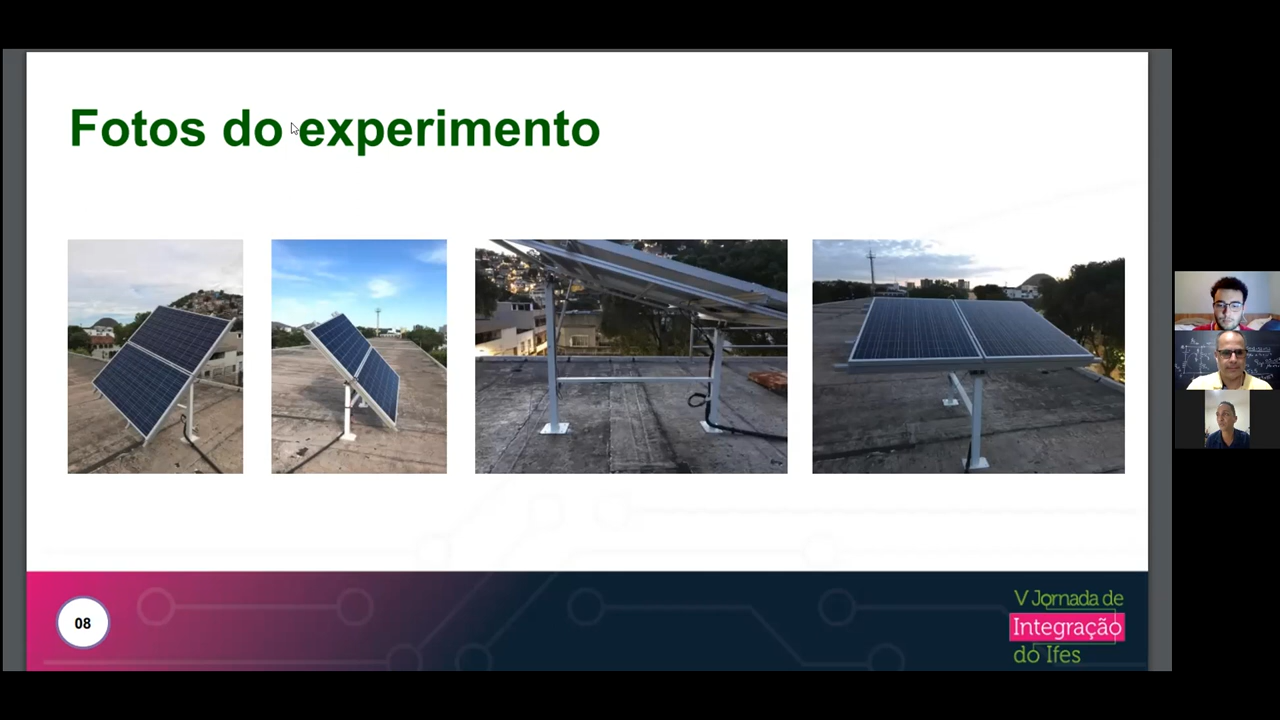 Fotos do experimento
08
V Jornada de
Integração
do Ifes